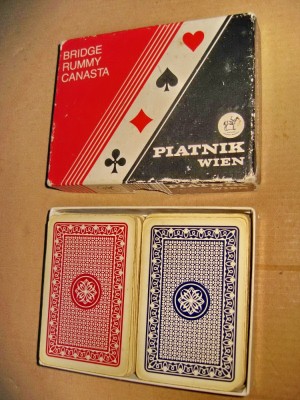 BRIDGE
RUMMY
CANASTA
PIATNIK
WIEN